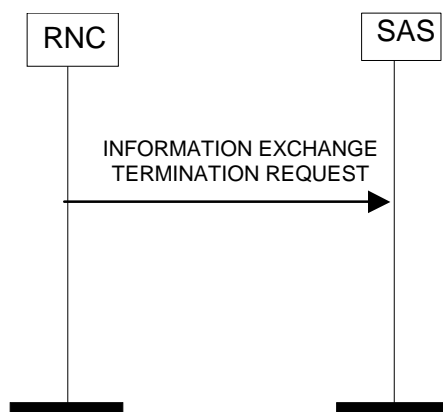 RNC
SAS
INFORMATION EXCHANGE
TERMINATION REQUEST